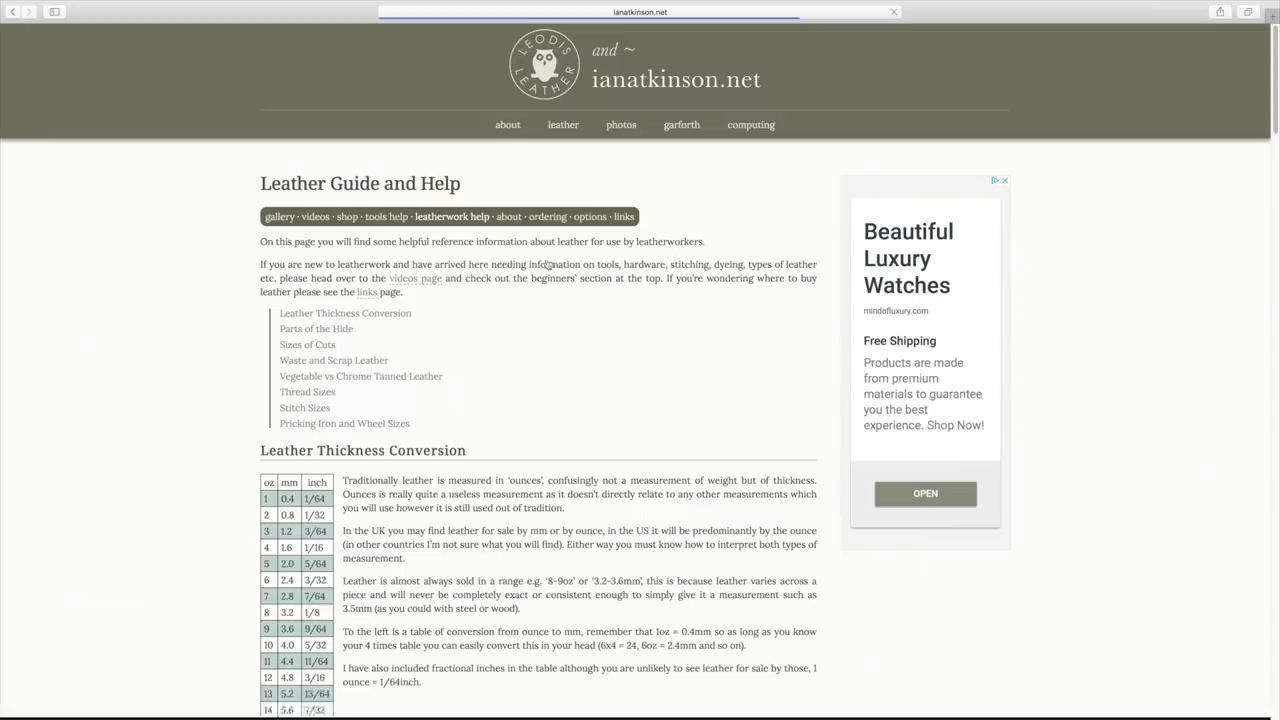 ianatkinson.net
LEODIS LEATHER
and ~
ianatkinson.net
about leather photos garforth computing
Leather Guide and Help
gallery · videos · shop · tools help · leatherwork help · about · ordering · options · links
On this page you will find some helpful reference information about leather for use by leatherworkers.
If you are new to leatherwork and have arrived here needing information on tools, hardware, stitching, dyeing, types of leather
etc. please head over to the videos page and check out the beginners' section at the top. If you're wondering where to buy
leather please see the links page.
Leather Thickness Conversion
Parts of the Hide
Sizes of Cuts
Waste and Scrap Leather
Vegetable vs Chrome Tanned Leather
Thread Sizes
Stitch Sizes
Pricking Iron and Wheel Sizes
Leather Thickness Conversion
oz mm inch
1 0.4 1/64
2 0.8 1/32
3 1.2 3/64
4 1.6 1/16
5 2.0 5/64
6 2.4 3/32
7 2.8 7/64
8 3.2 1/8
9 3.6 9/64
10 4.0 5/32
11 4.4 11/64
12 4.8 3/16
13 5.2 13/64
14 5.6 7/32
Traditionally leather is measured in 'ounces', confusingly not a measurement of weight but of thickness.
Ounces is really quite a useless measurement as it doesn't directly relate to any other measurements which
you will use however it is still used out of tradition.
In the UK you may find leather for sale by mm or by ounce, in the US it will be predominantly by the ounce
(in other countries I'm not sure what you will find). Either way you must know how to interpret both types of
measurement.
Leather is almost always sold in a range e.g. '8-9oz' or '3.2-3.6mm', this is because leather varies across a
piece and will never be completely exact or consistent enough to simply give it a measurement such as
3.5mm (as you could with steel or wood).
To the left is a table of conversion from ounce to mm, remember that 1oz = 0.4mm so as long as you know
your 4 times table you can easily convert this in your head (6x4 = 24, 6oz = 2.4mm and so on).
I have also included fractional inches in the table although you are unlikely to see leather for sale by those, 1
ounce = 1/64inch.
Beautiful
Luxury
Watches
mindofluxury.com
Free Shipping
Products are made
from premium
materials to guarantee
you the best
experience. Shop Now!
OPEN